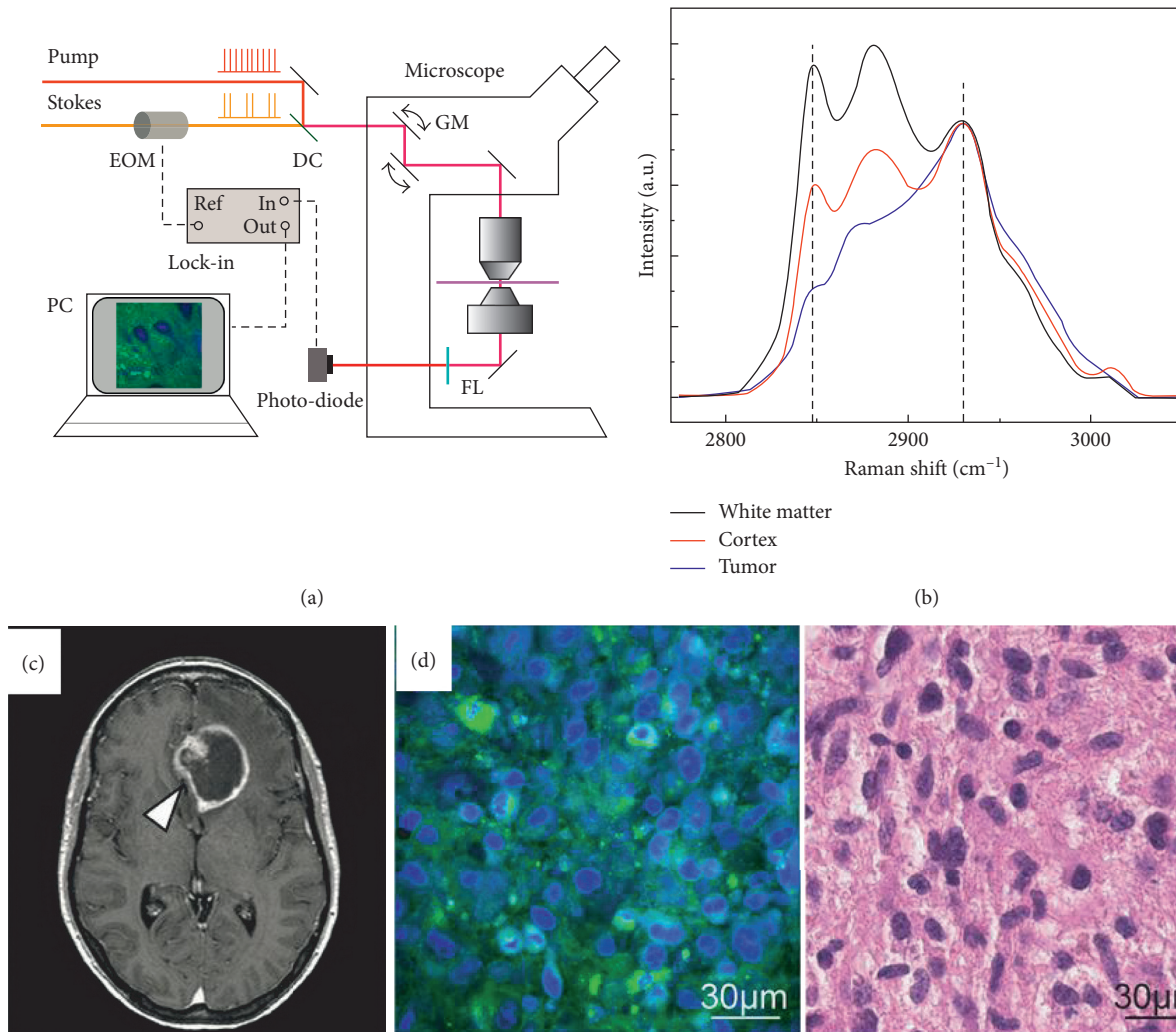 Pump
Stokes
EOM
DC
Microscope
GM
Ref
In
Out
Lock-in
PC
Photo-diode
FL
(a)
Intensity (a.u.)
2800
2900
3000
Raman shift (cm⁻¹)
White matter
Cortex
Tumor
(b)
(c)
(d)
30μm
30μm